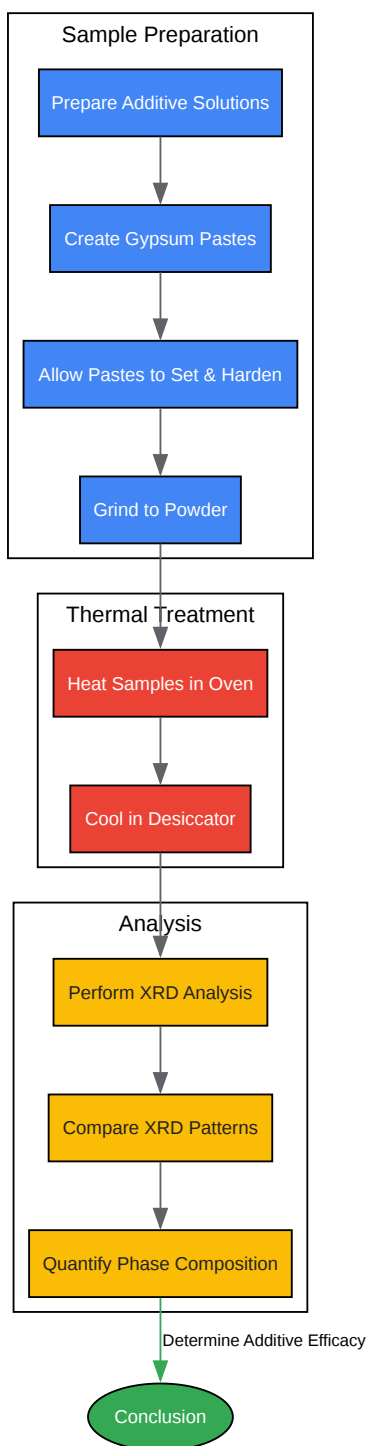 Sample Preparation
Prepare Additive Solutions
Create Gypsum Pastes
Allow Pastes to Set & Harden
Grind to Powder
Thermal Treatment
Heat Samples in Oven
Cool in Desiccator
Analysis
Perform XRD Analysis
Compare XRD Patterns
Quantify Phase Composition
Determine Additive Efficacy
Conclusion